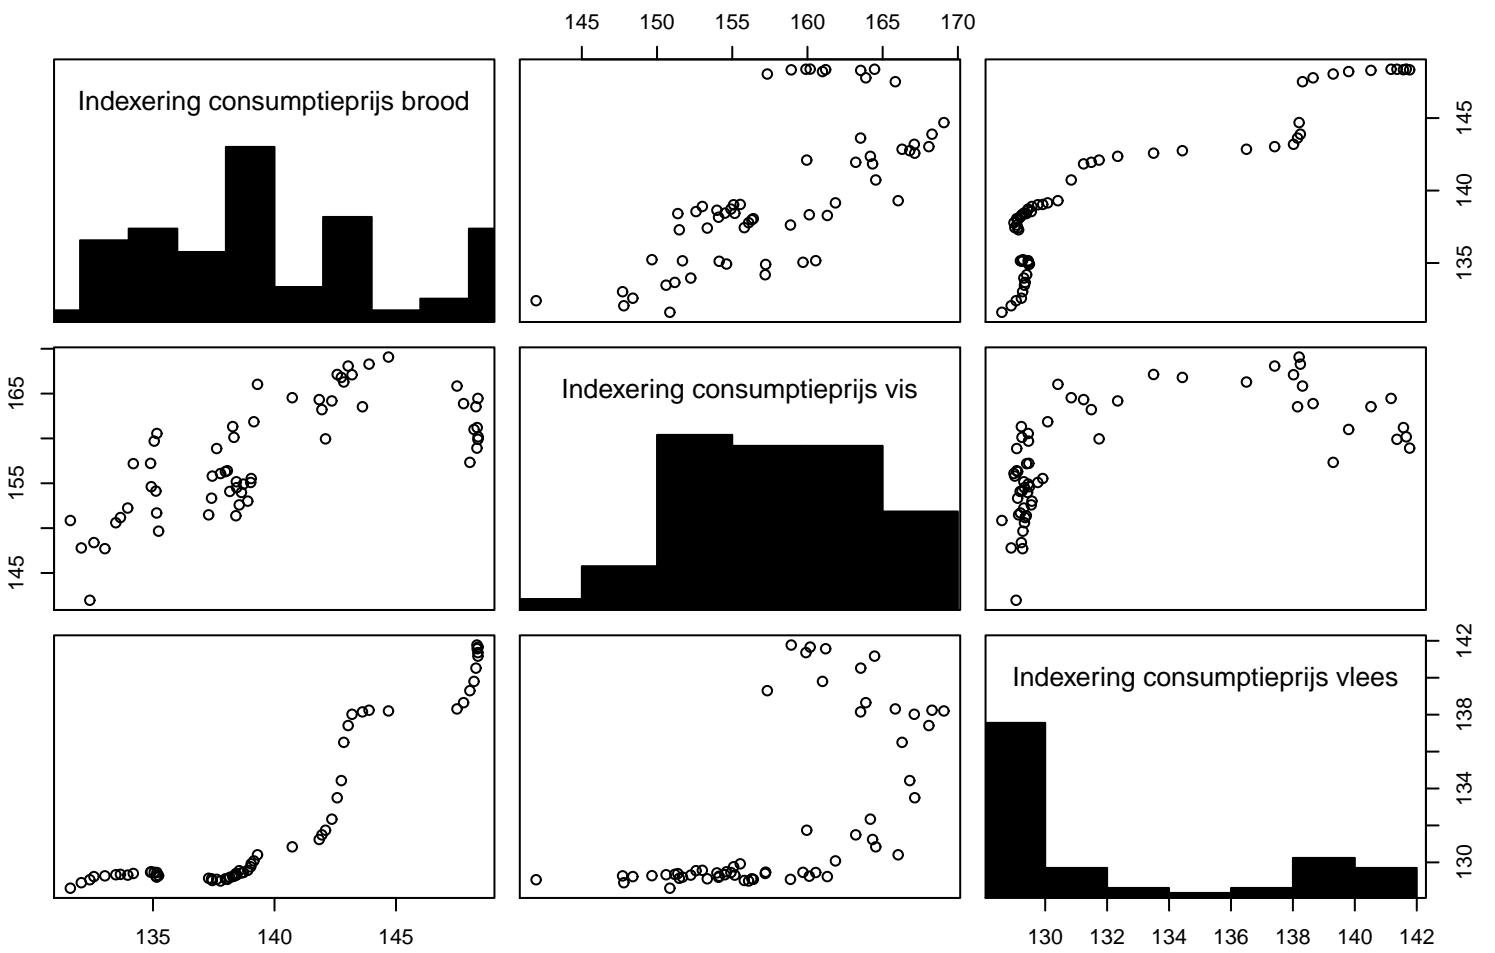 145 150 155 160 165 170
Indexering consumptieprijs brood
135 140 145
Indexering consumptieprijs vis
145 155 165
Indexering consumptieprijs vlees
130 134 138 142
135 140 145
130 132 134 136 138 140 142